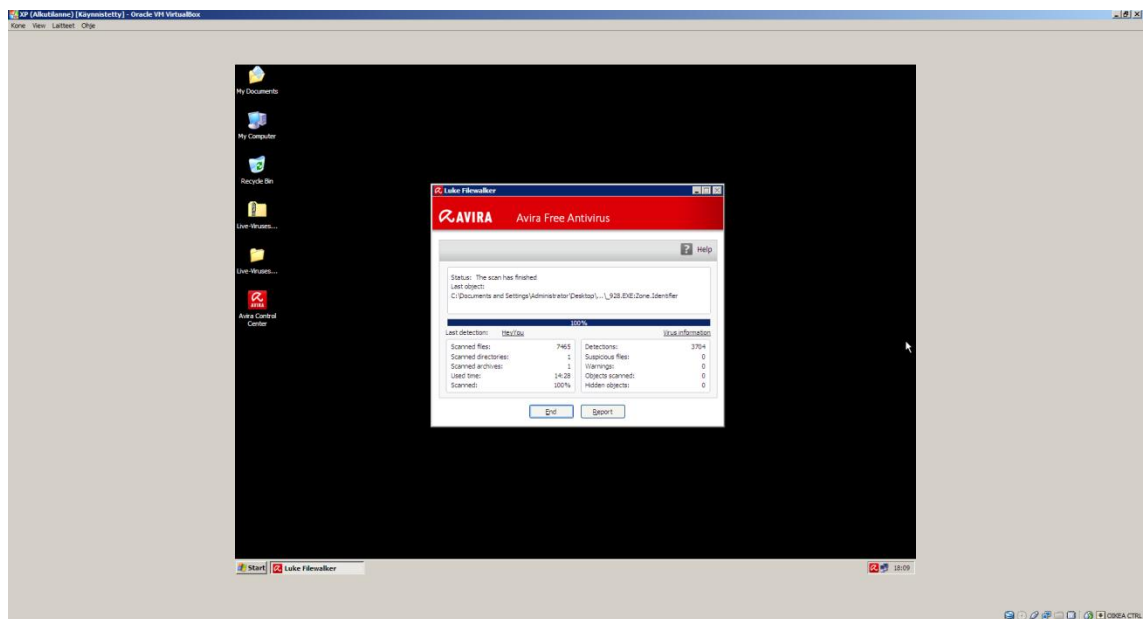 XP (Alkutilanne) [Käynnistetty] - Oracle VM VirtualBox
Kone View Laitteet Ohje
My Documents
My Computer
Recycle Bin
Live-Viruses...
Live-Viruses...
AVIRA
Avira Control
Center
Luke Filewalker
AVIRA Avira Free Antivirus
? Help
Status: The scan has finished
Last object:
C:\Documents and Settings\Administrator\Desktop\,...\_928.EXE:Zone.Identifier
100%
Last detection: HeyYou Virus information
Scanned files: 7465 Detections: 3704
Scanned directories: 1 Suspicious files: 0
Scanned archives: 1 Warnings: 0
Used time: 14:28 Objects scanned: 0
Scanned: 100% Hidden objects: 0
End Report
Start Luke Filewalker 18:09
OIKEA CTRL